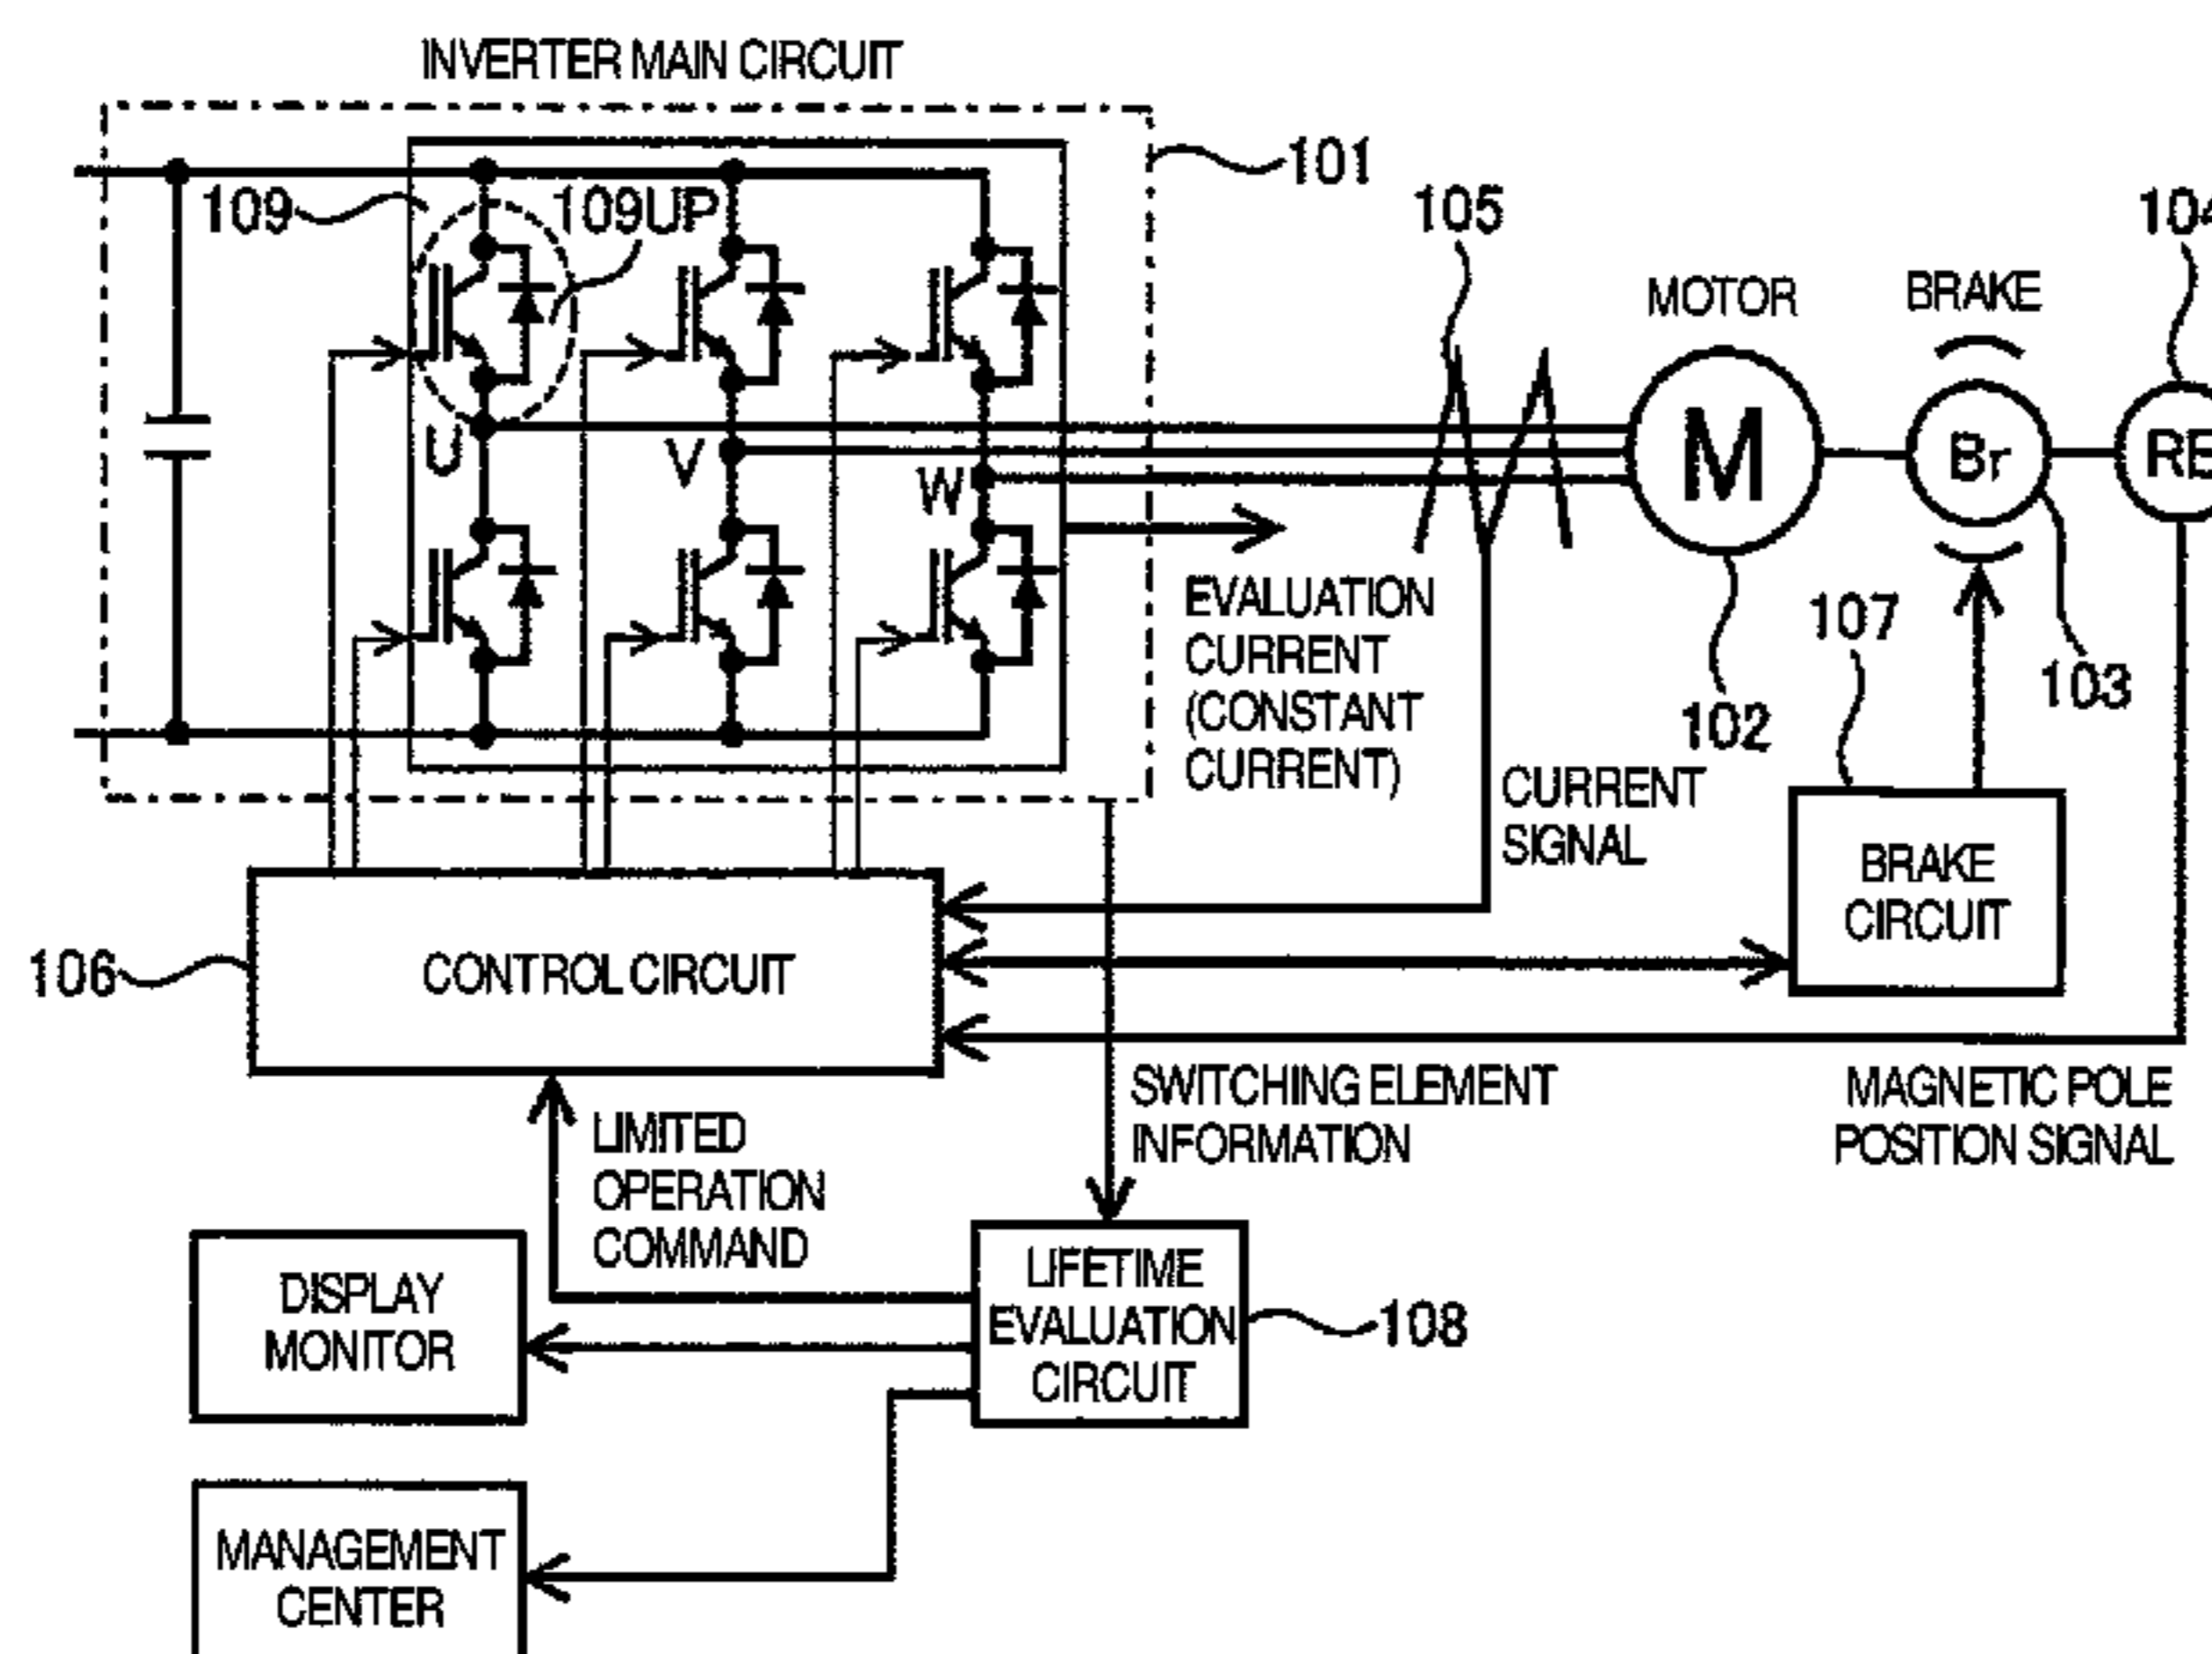 INVERTER MAIN CIRCUIT
101
109
109UP
105
MOTOR
BRAKE
U
V
W
M
Br
EVALUATION
CURRENT
(CONSTANT
CURRENT)
107
103
102
CURRENT
SIGNAL
BRAKE
CIRCUIT
106
CONTROL CIRCUIT
SWITCHING ELEMENT
INFORMATION
MAGNETIC POLE
POSITION SIGNAL
LIMITED
OPERATION
COMMAND
DISPLAY
MONITOR
LIFETIME
EVALUATION
CIRCUIT
108
MANAGEMENT
CENTER